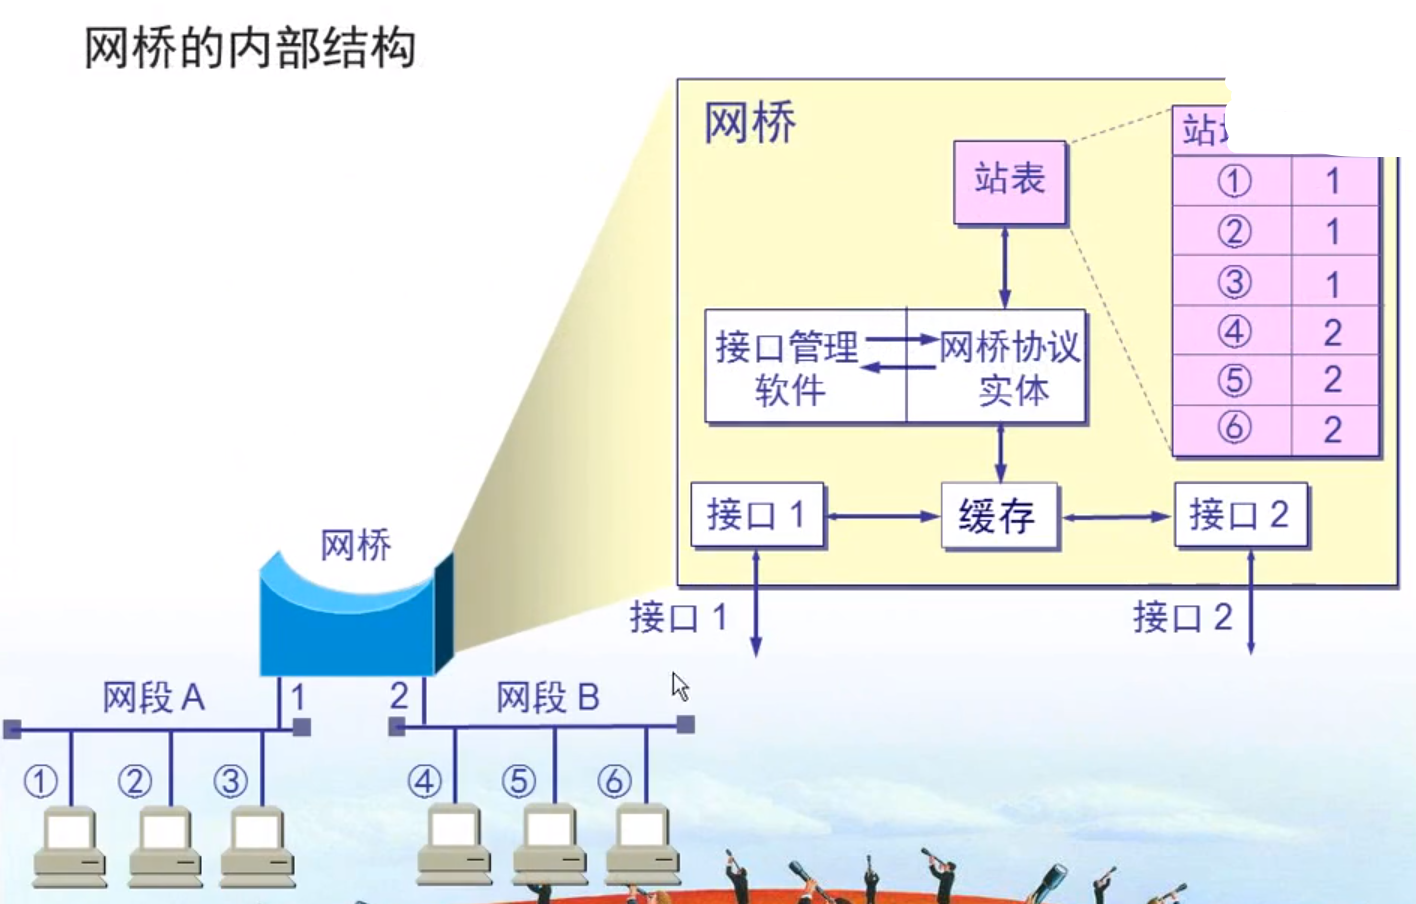 网桥的内部结构
网桥
站表
站
① 1
② 1
③ 1
④ 2
⑤ 2
⑥ 2
接口管理
软件
网桥协议
实体
接口 1
缓存
接口 2
接口 1
接口 2
网桥
网段 A
1
2
网段 B
①
②
③
④
⑤
⑥